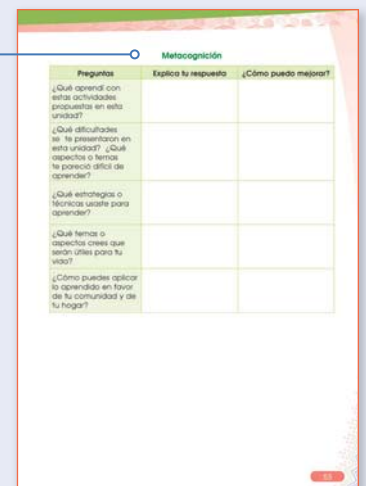 Metacognición
Preguntas Explica tu respuesta ¿Cómo puedo mejorar?
¿Qué aprendí con
estas actividades
propuestas en esta
unidad?
¿Qué dificultades
se te presentaron en
esta unidad? ¿Qué
aspectos o temas
te pareció difícil de
aprender?
¿Qué estrategias o
técnicas usaste para
aprender?
¿Qué temas o
aspectos crees que
serán útiles para tu
vida?
¿Cómo puedes aplicar
lo aprendido en favor
de tu comunidad y de
tu hogar?
53